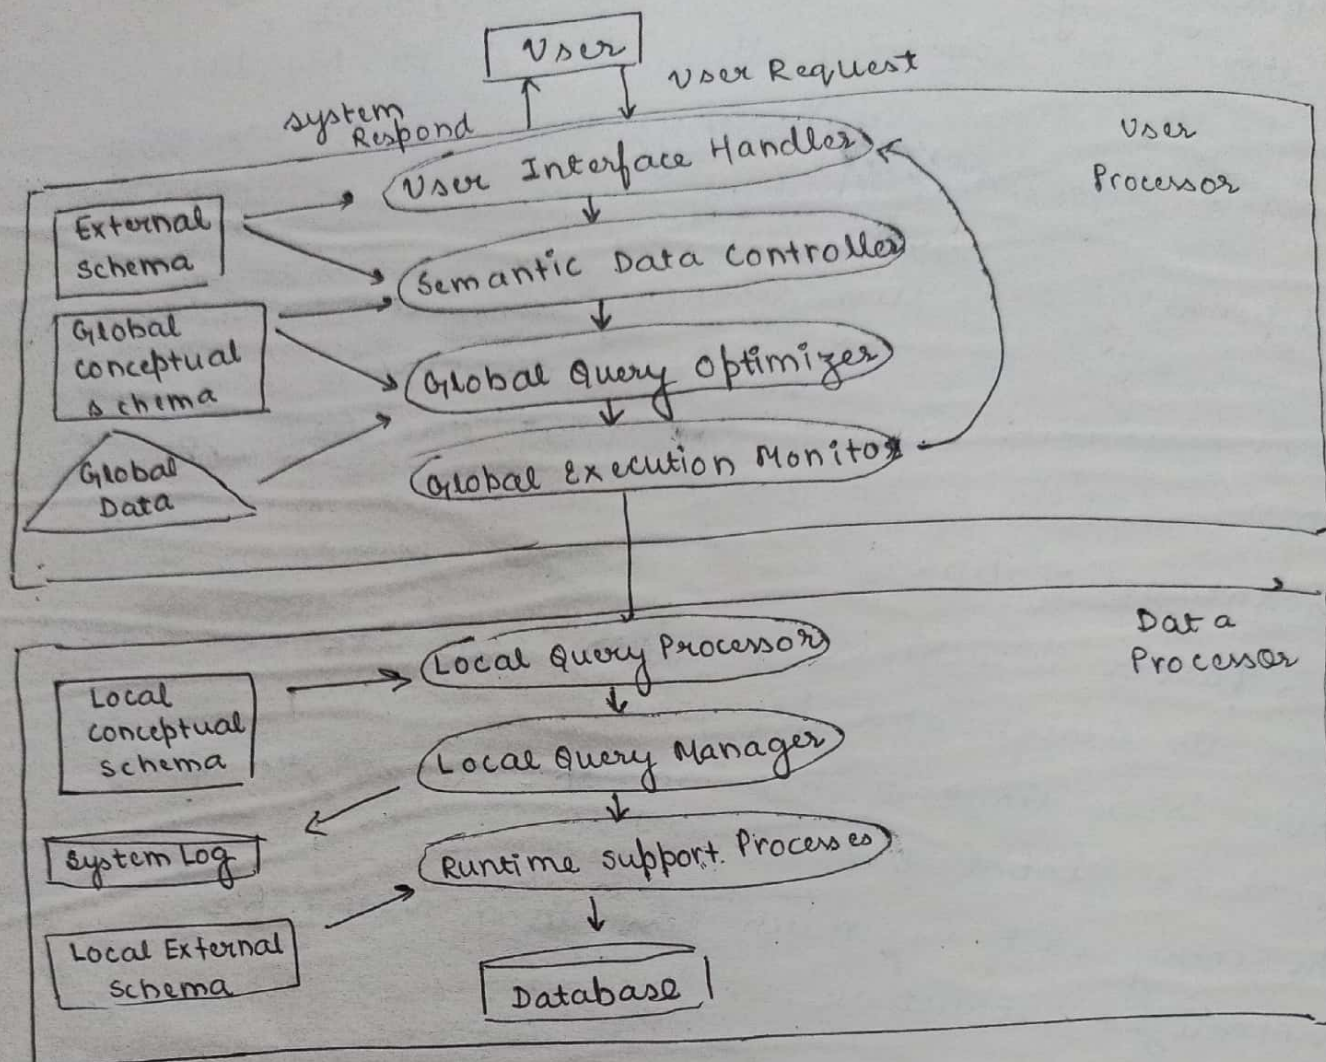 User
User Request
system
Respond
User
Processor
User Interface Handler
External
schema
Semantic Data Controller
Global
conceptual
schema
Global Query Optimizer
Global
Data
Global Execution Monitor
Data
Processor
Local Query Processor
Local
conceptual
schema
Local Query Manager
System Log
Runtime support Processes
Local External
schema
Database